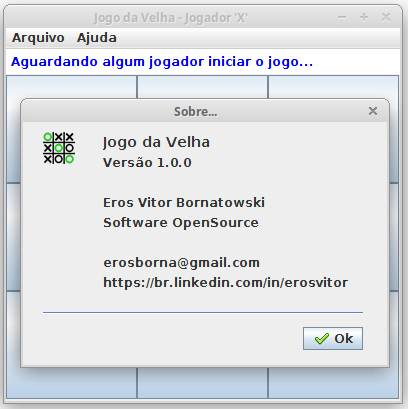 Jogo da Velha - Jogador 'X'
Arquivo Ajuda
Aguardando algum jogador iniciar o jogo...
Sobre...
Jogo da Velha
Versão 1.0.0
Eros Vitor Bornatowski
Software OpenSource
erosborna@gmail.com
https://br.linkedin.com/in/erosvitor
Ok